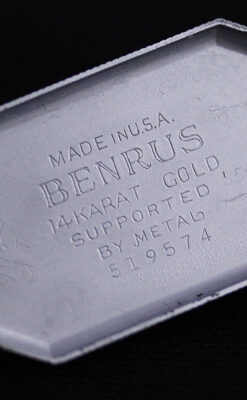 MADE IN U.S.A.
BENRUS
14-KARAT GOLD
SUPPORTED
BY METAL
519574